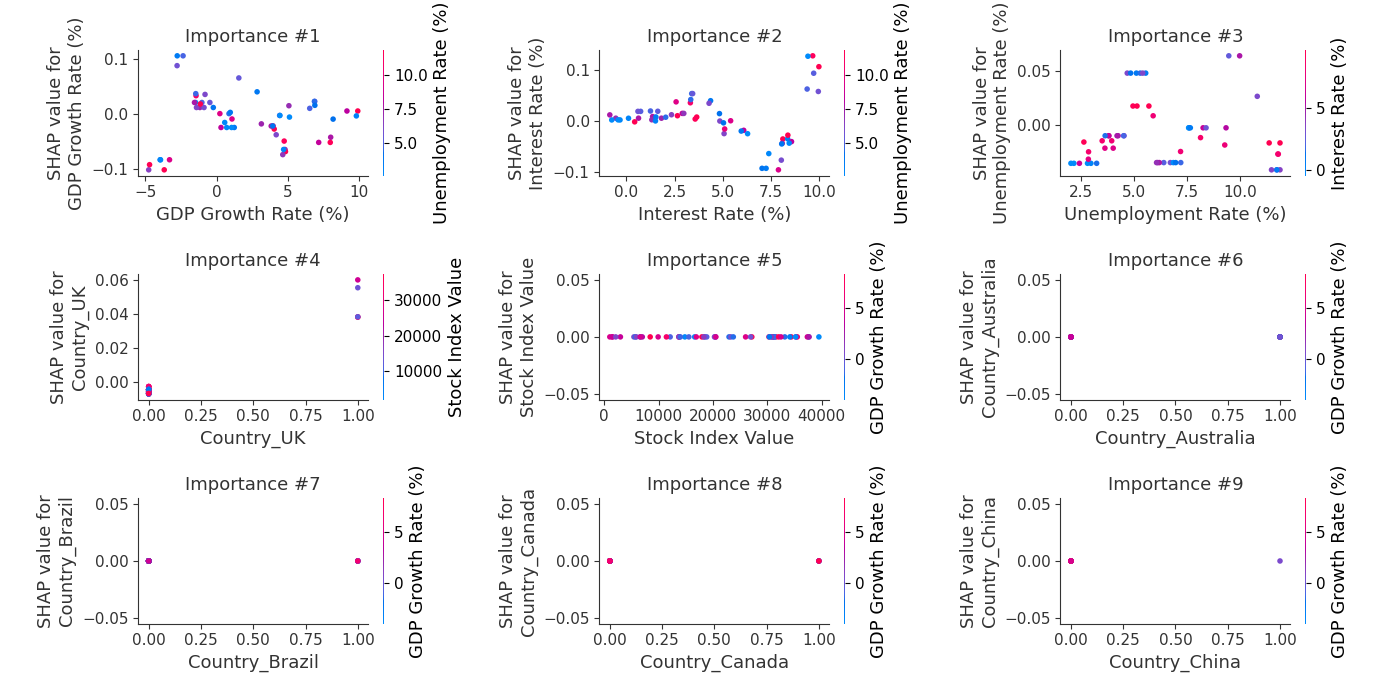 Importance #1
SHAP value for
GDP Growth Rate (%)
0.1
0.0
−0.1
−5
0
5
10
GDP Growth Rate (%)
10.0
7.5
5.0
Unemployment Rate (%)
Importance #2
SHAP value for
Interest Rate (%)
0.1
0.0
−0.1
0.0
2.5
5.0
7.5
10.0
Interest Rate (%)
10.0
7.5
5.0
Unemployment Rate (%)
Importance #3
SHAP value for
Unemployment Rate (%)
0.05
0.00
2.5
5.0
7.5
10.0
Unemployment Rate (%)
5
0
Interest Rate (%)
Importance #4
SHAP value for
Country_UK
0.06
0.04
0.02
0.00
0.00
0.25
0.50
0.75
1.00
Country_UK
30000
20000
10000
Stock Index Value
Importance #5
SHAP value for
Stock Index Value
0.05
0.00
−0.05
0
10000
20000
30000
40000
Stock Index Value
5
0
GDP Growth Rate (%)
Importance #6
SHAP value for
Country_Australia
0.05
0.00
−0.05
0.00
0.25
0.50
0.75
1.00
Country_Australia
5
0
GDP Growth Rate (%)
Importance #7
SHAP value for
Country_Brazil
0.05
0.00
−0.05
0.00
0.25
0.50
0.75
1.00
Country_Brazil
5
0
GDP Growth Rate (%)
Importance #8
SHAP value for
Country_Canada
0.05
0.00
−0.05
0.00
0.25
0.50
0.75
1.00
Country_Canada
5
0
GDP Growth Rate (%)
Importance #9
SHAP value for
Country_China
0.05
0.00
−0.05
0.00
0.25
0.50
0.75
1.00
Country_China
5
0
GDP Growth Rate (%)